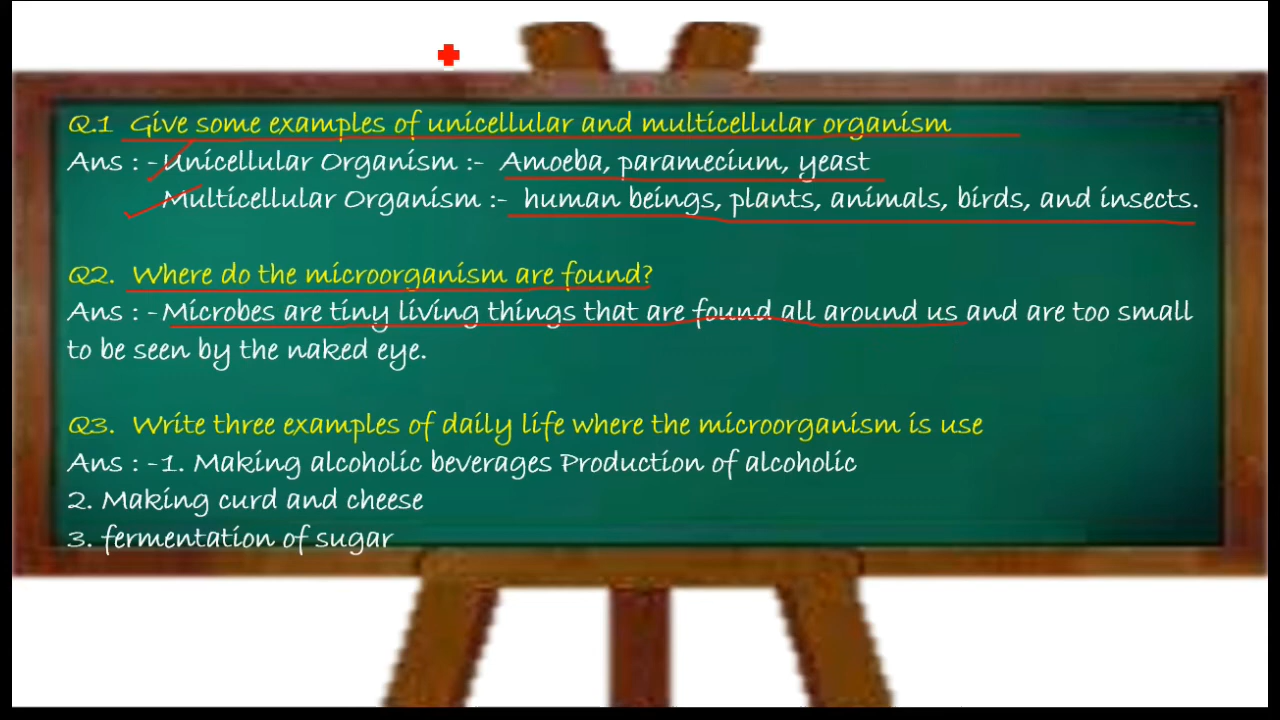 Q.1 Give some examples of unicellular and multicellular organism
Ans : -Unicellular Organism :- Amoeba, paramecium, yeast
Multicellular Organism :- human beings, plants, animals, birds, and insects.
Q2. Where do the microorganism are found?
Ans : -Microbes are tiny living things that are found all around us and are too small
to be seen by the naked eye.
Q3. Write three examples of daily life where the microorganism is use
Ans : -1. Making alcoholic beverages Production of alcoholic
2. Making curd and cheese
3. fermentation of sugar